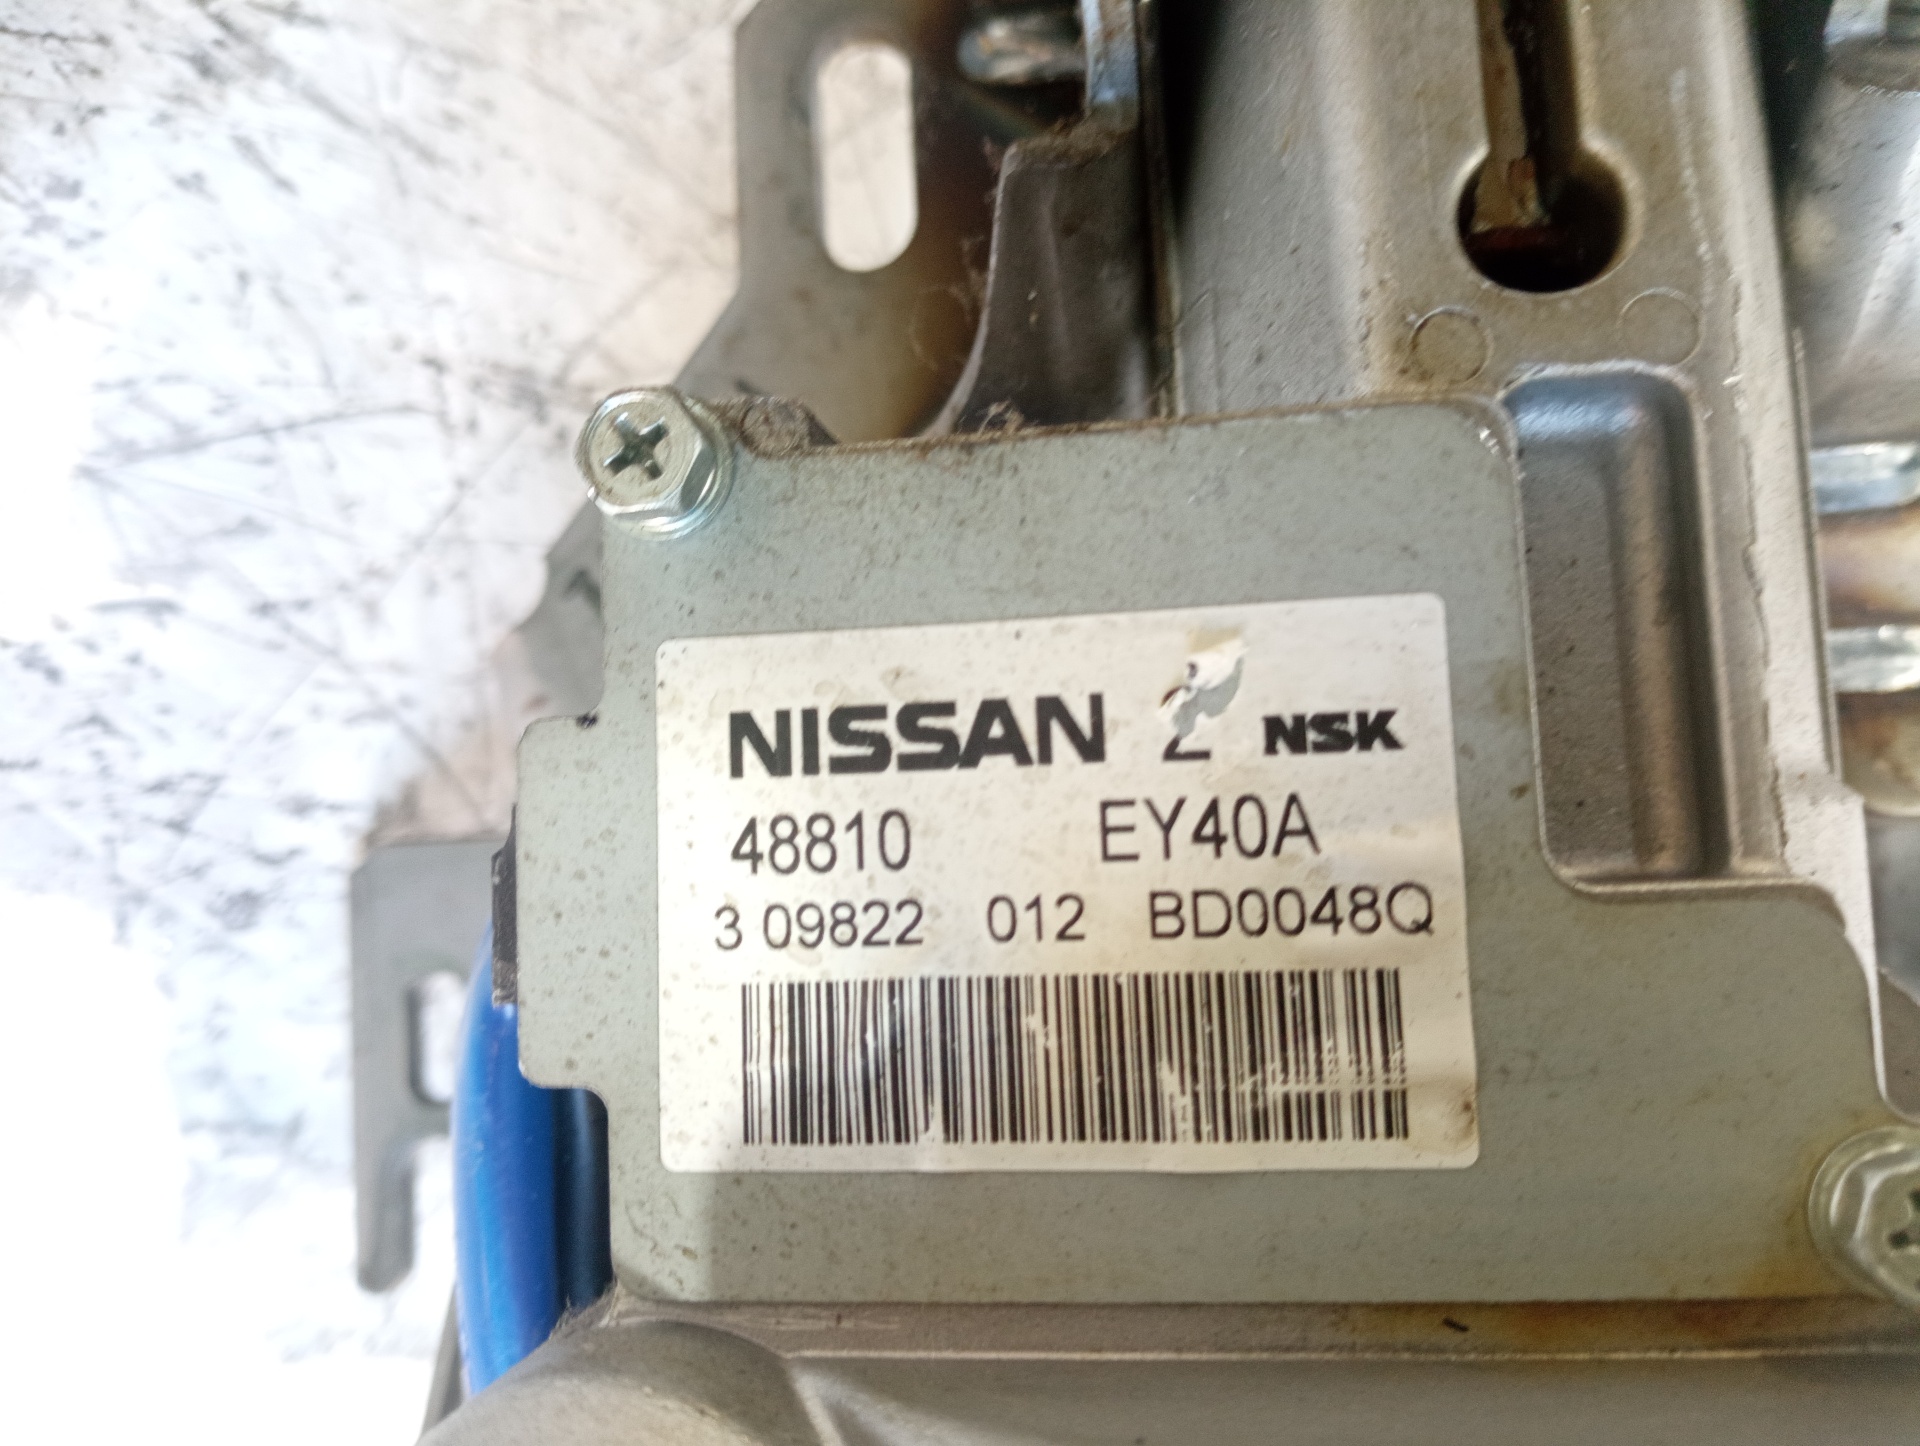 NISSAN NSK
48810 EY40A
3 09822 012 BD0048Q